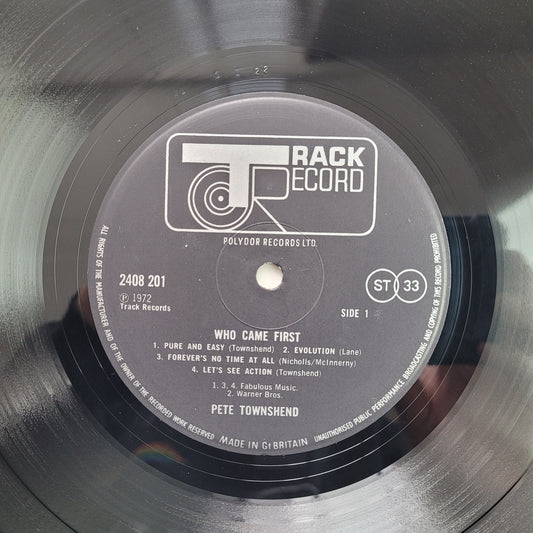 TRACK
RECORD
POLYDOR RECORDS LTD.
2408 201
℗ 1972
Track Records
SIDE 1
ST 33
WHO CAME FIRST
1. PURE AND EASY (Townshend) 2. EVOLUTION (Lane)
3. FOREVER'S NO TIME AT ALL (Nicholls/McInnerny)
4. LET'S SEE ACTION (Townshend)
1. 3. 4. Fabulous Music.
2. Warner Bros.
PETE TOWNSHEND
ALL RIGHTS OF THE MANUFACTURER AND OF THE OWNER OF THE RECORDED WORK RESERVED
MADE IN Gt BRITAIN
UNAUTHORISED PUBLIC PERFORMANCE BROADCASTING AND COPYING OF THIS RECORD PROHIBITED